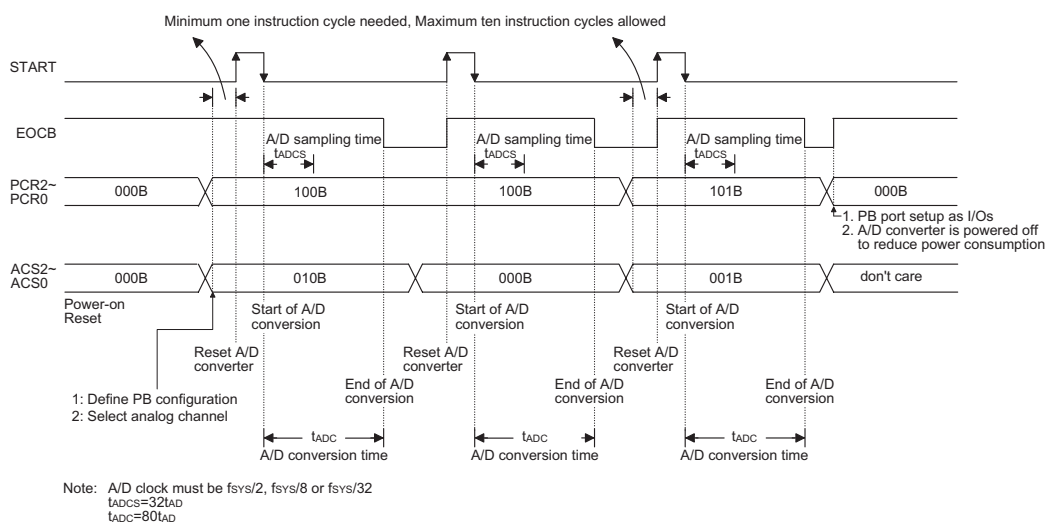 Minimum one instruction cycle needed, Maximum ten instruction cycles allowed
START
EOCB
A/D sampling time
tADCS
A/D sampling time
tADCS
A/D sampling time
tADCS
PCR2~
PCR0
000B
100B
100B
101B
000B
1. PB port setup as I/Os
2. A/D converter is powered off
to reduce power consumption
ACS2~
ACS0
000B
010B
000B
001B
don't care
Power-on
Reset
Start of A/D
conversion
Start of A/D
conversion
Start of A/D
conversion
Reset A/D
converter
Reset A/D
converter
Reset A/D
converter
End of A/D
conversion
End of A/D
conversion
End of A/D
conversion
1: Define PB configuration
2: Select analog channel
tADC
A/D conversion time
tADC
A/D conversion time
tADC
A/D conversion time
Note: A/D clock must be fSYS/2, fSYS/8 or fSYS/32
tADCS=32tAD
tADC=80tAD